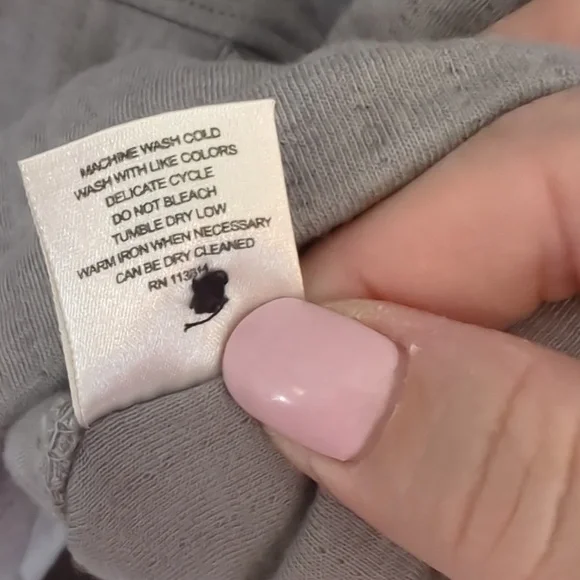 MACHINE WASH COLD
WASH WITH LIKE COLORS
DELICATE CYCLE
DO NOT BLEACH
TUMBLE DRY LOW
WARM IRON WHEN NECESSARY
CAN BE DRY CLEANED
RN